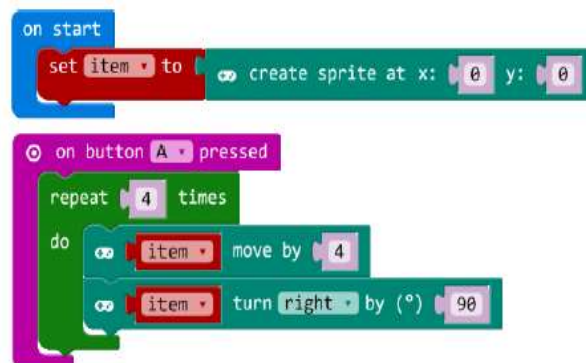 on start
set item to create sprite at x: 0 y: 0
on button A pressed
repeat 4 times
do item move by 4
item turn right by (°) 90